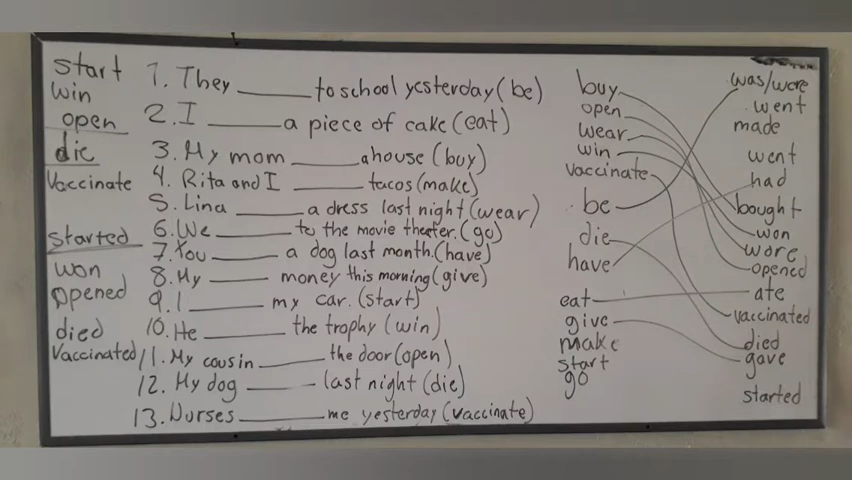 start
win
open
die
vaccinate
started
won
opened
died
vaccinated
1. They ______ to school yesterday (be)
2. I ______ a piece of cake (eat)
3. My mom ______ a house (buy)
4. Rita and I ______ tacos (make)
5. Lina ______ a dress last night (wear)
6. We ______ to the movie theater. (go)
7. You ______ a dog last month. (have)
8. My ______ money this morning (give)
9. I ______ my car. (start)
10. He ______ the trophy (win)
11. My cousin ______ the door (open)
12. My dog ______ last night (die)
13. Nurses ______ me yesterday (vaccinate)
buy
open
wear
win
vaccinate
be
die
have
eat
give
make
start
go
was/were
went
made
went
had
bought
won
wore
opened
ate
vaccinated
died
gave
started